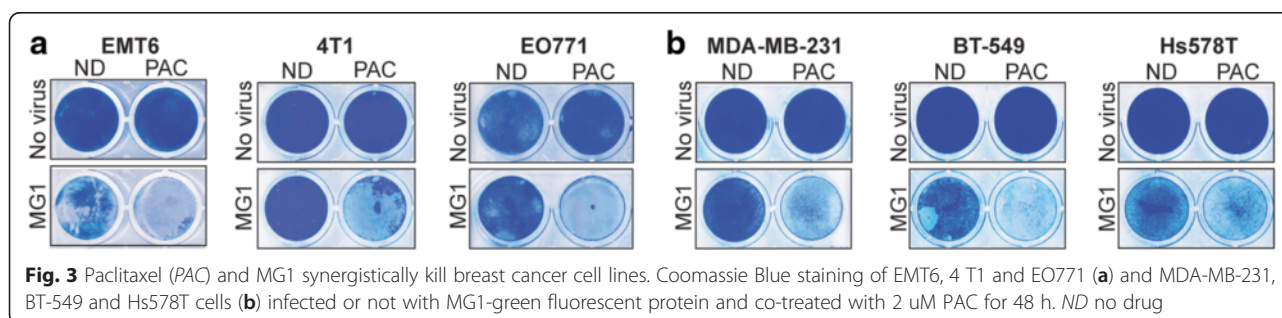 a EMT6 4T1 EO771 b MDA-MB-231 BT-549 Hs578T
ND PAC ND PAC ND PAC ND PAC ND PAC ND PAC
No virus No virus No virus No virus No virus No virus
MG1 MG1 MG1 MG1 MG1 MG1
Fig. 3 Paclitaxel (PAC) and MG1 synergistically kill breast cancer cell lines. Coomassie Blue staining of EMT6, 4 T1 and EO771 (a) and MDA-MB-231,
BT-549 and Hs578T cells (b) infected or not with MG1-green fluorescent protein and co-treated with 2 uM PAC for 48 h. ND no drug